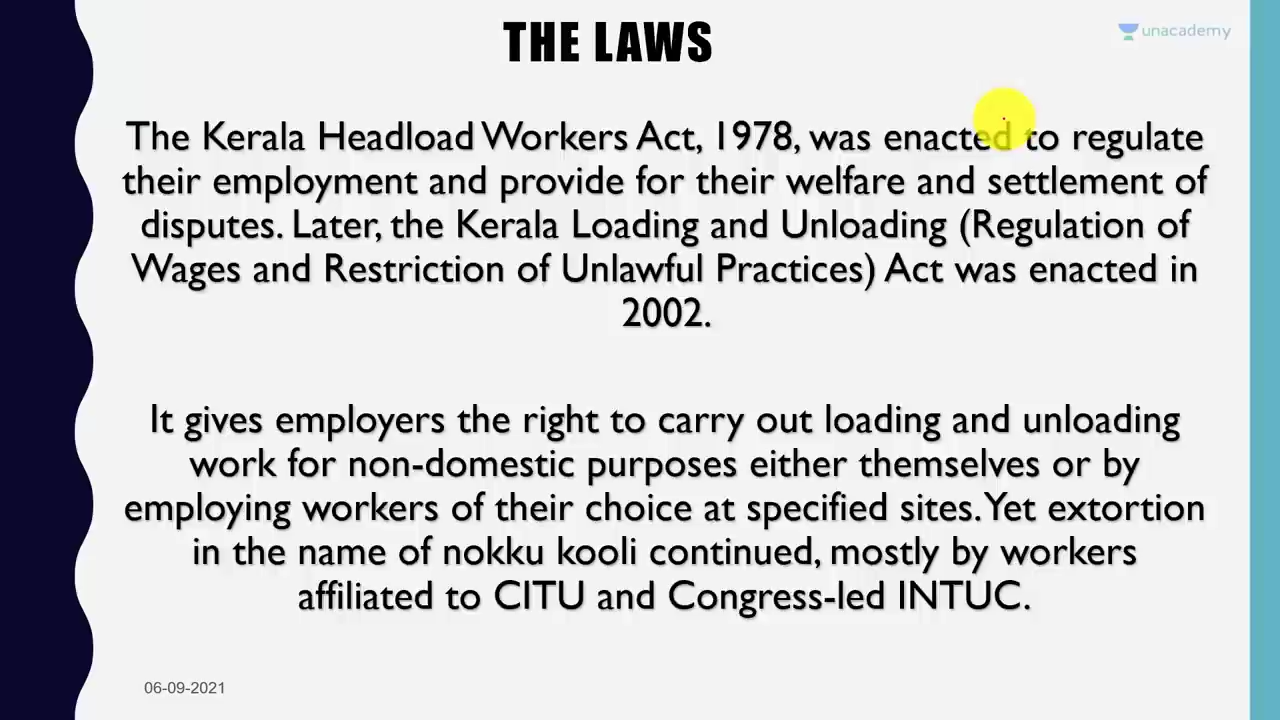 THE LAWS
unacademy
The Kerala Headload Workers Act, 1978, was enacted to regulate
their employment and provide for their welfare and settlement of
disputes. Later, the Kerala Loading and Unloading (Regulation of
Wages and Restriction of Unlawful Practices) Act was enacted in
2002.
It gives employers the right to carry out loading and unloading
work for non-domestic purposes either themselves or by
employing workers of their choice at specified sites. Yet extortion
in the name of nokku kooli continued, mostly by workers
affiliated to CITU and Congress-led INTUC.
06-09-2021